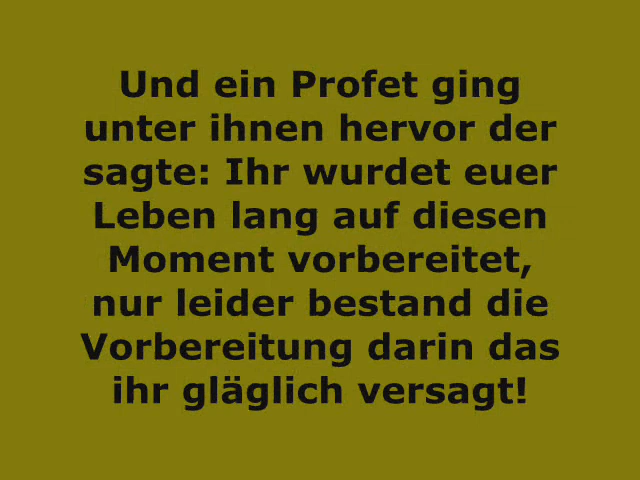 Und ein Profet ging
unter ihnen hervor der
sagte: Ihr wurdet euer
Leben lang auf diesen
Moment vorbereitet,
nur leider bestand die
Vorbereitung darin das
ihr gläglich versagt!